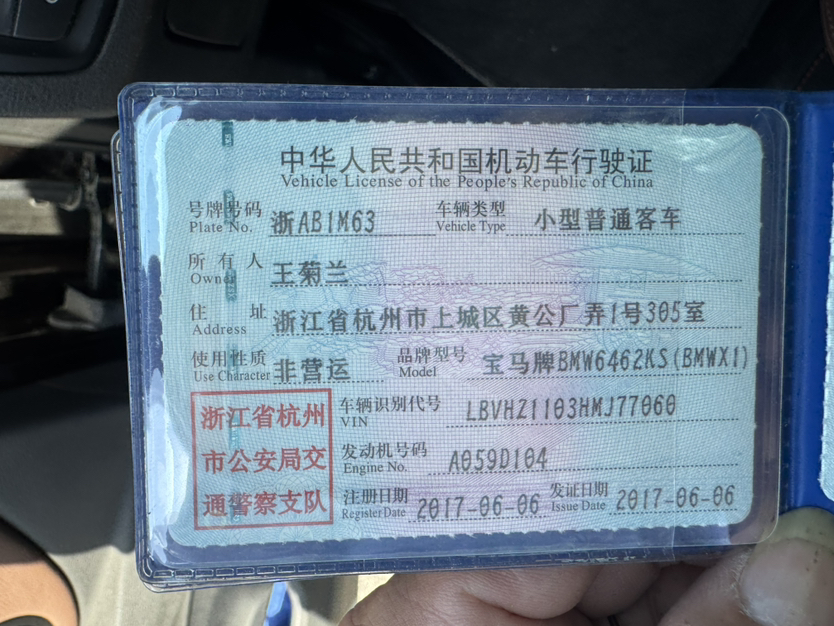 中华人民共和国机动车行驶证
Vehicle License of the People's Republic of China
号牌号码 浙AB1M63 车辆类型 小型普通客车
Plate No. Vehicle Type
所有人 王菊兰
Owner
住址 浙江省杭州市上城区黄公厂弄1号305室
Address
使用性质 非营运 品牌型号 宝马牌BMW6462KS(BMWX1)
Use Character Model
浙江省杭州
市公安局交
通警察支队
车辆识别代号 LBVHZ1103HMJ77060
VIN
发动机号码 A059D104
Engine No.
注册日期 2017-06-06 发证日期 2017-06-06
Register Date Issue Date